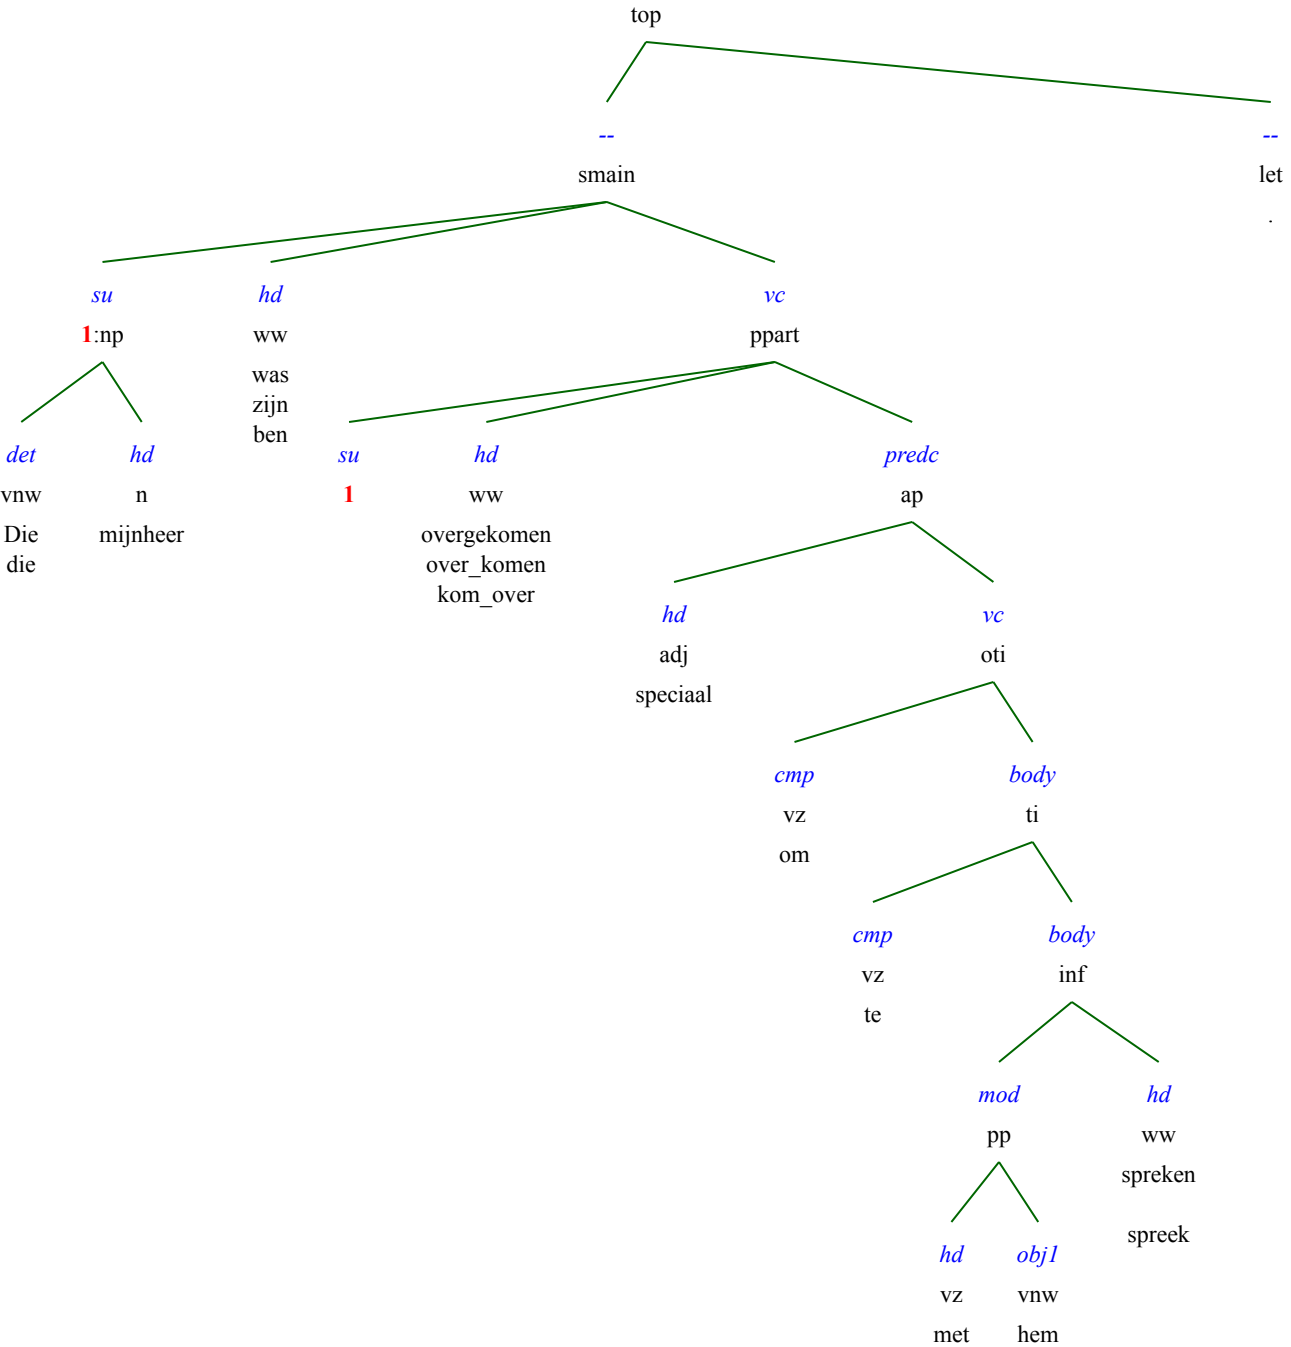 top
-- --
smain let
.
su hd vc
1:np ww ppart
was
zijn
ben
det hd su hd predc
vnw n 1 ww ap
Die mijnheer overgekomen
die over_komen
kom_over
hd vc
adj oti
speciaal
cmp body
vz ti
om
cmp body
vz inf
te
mod hd
pp ww
spreken
spreek
hd obj1
vz vnw
met hem